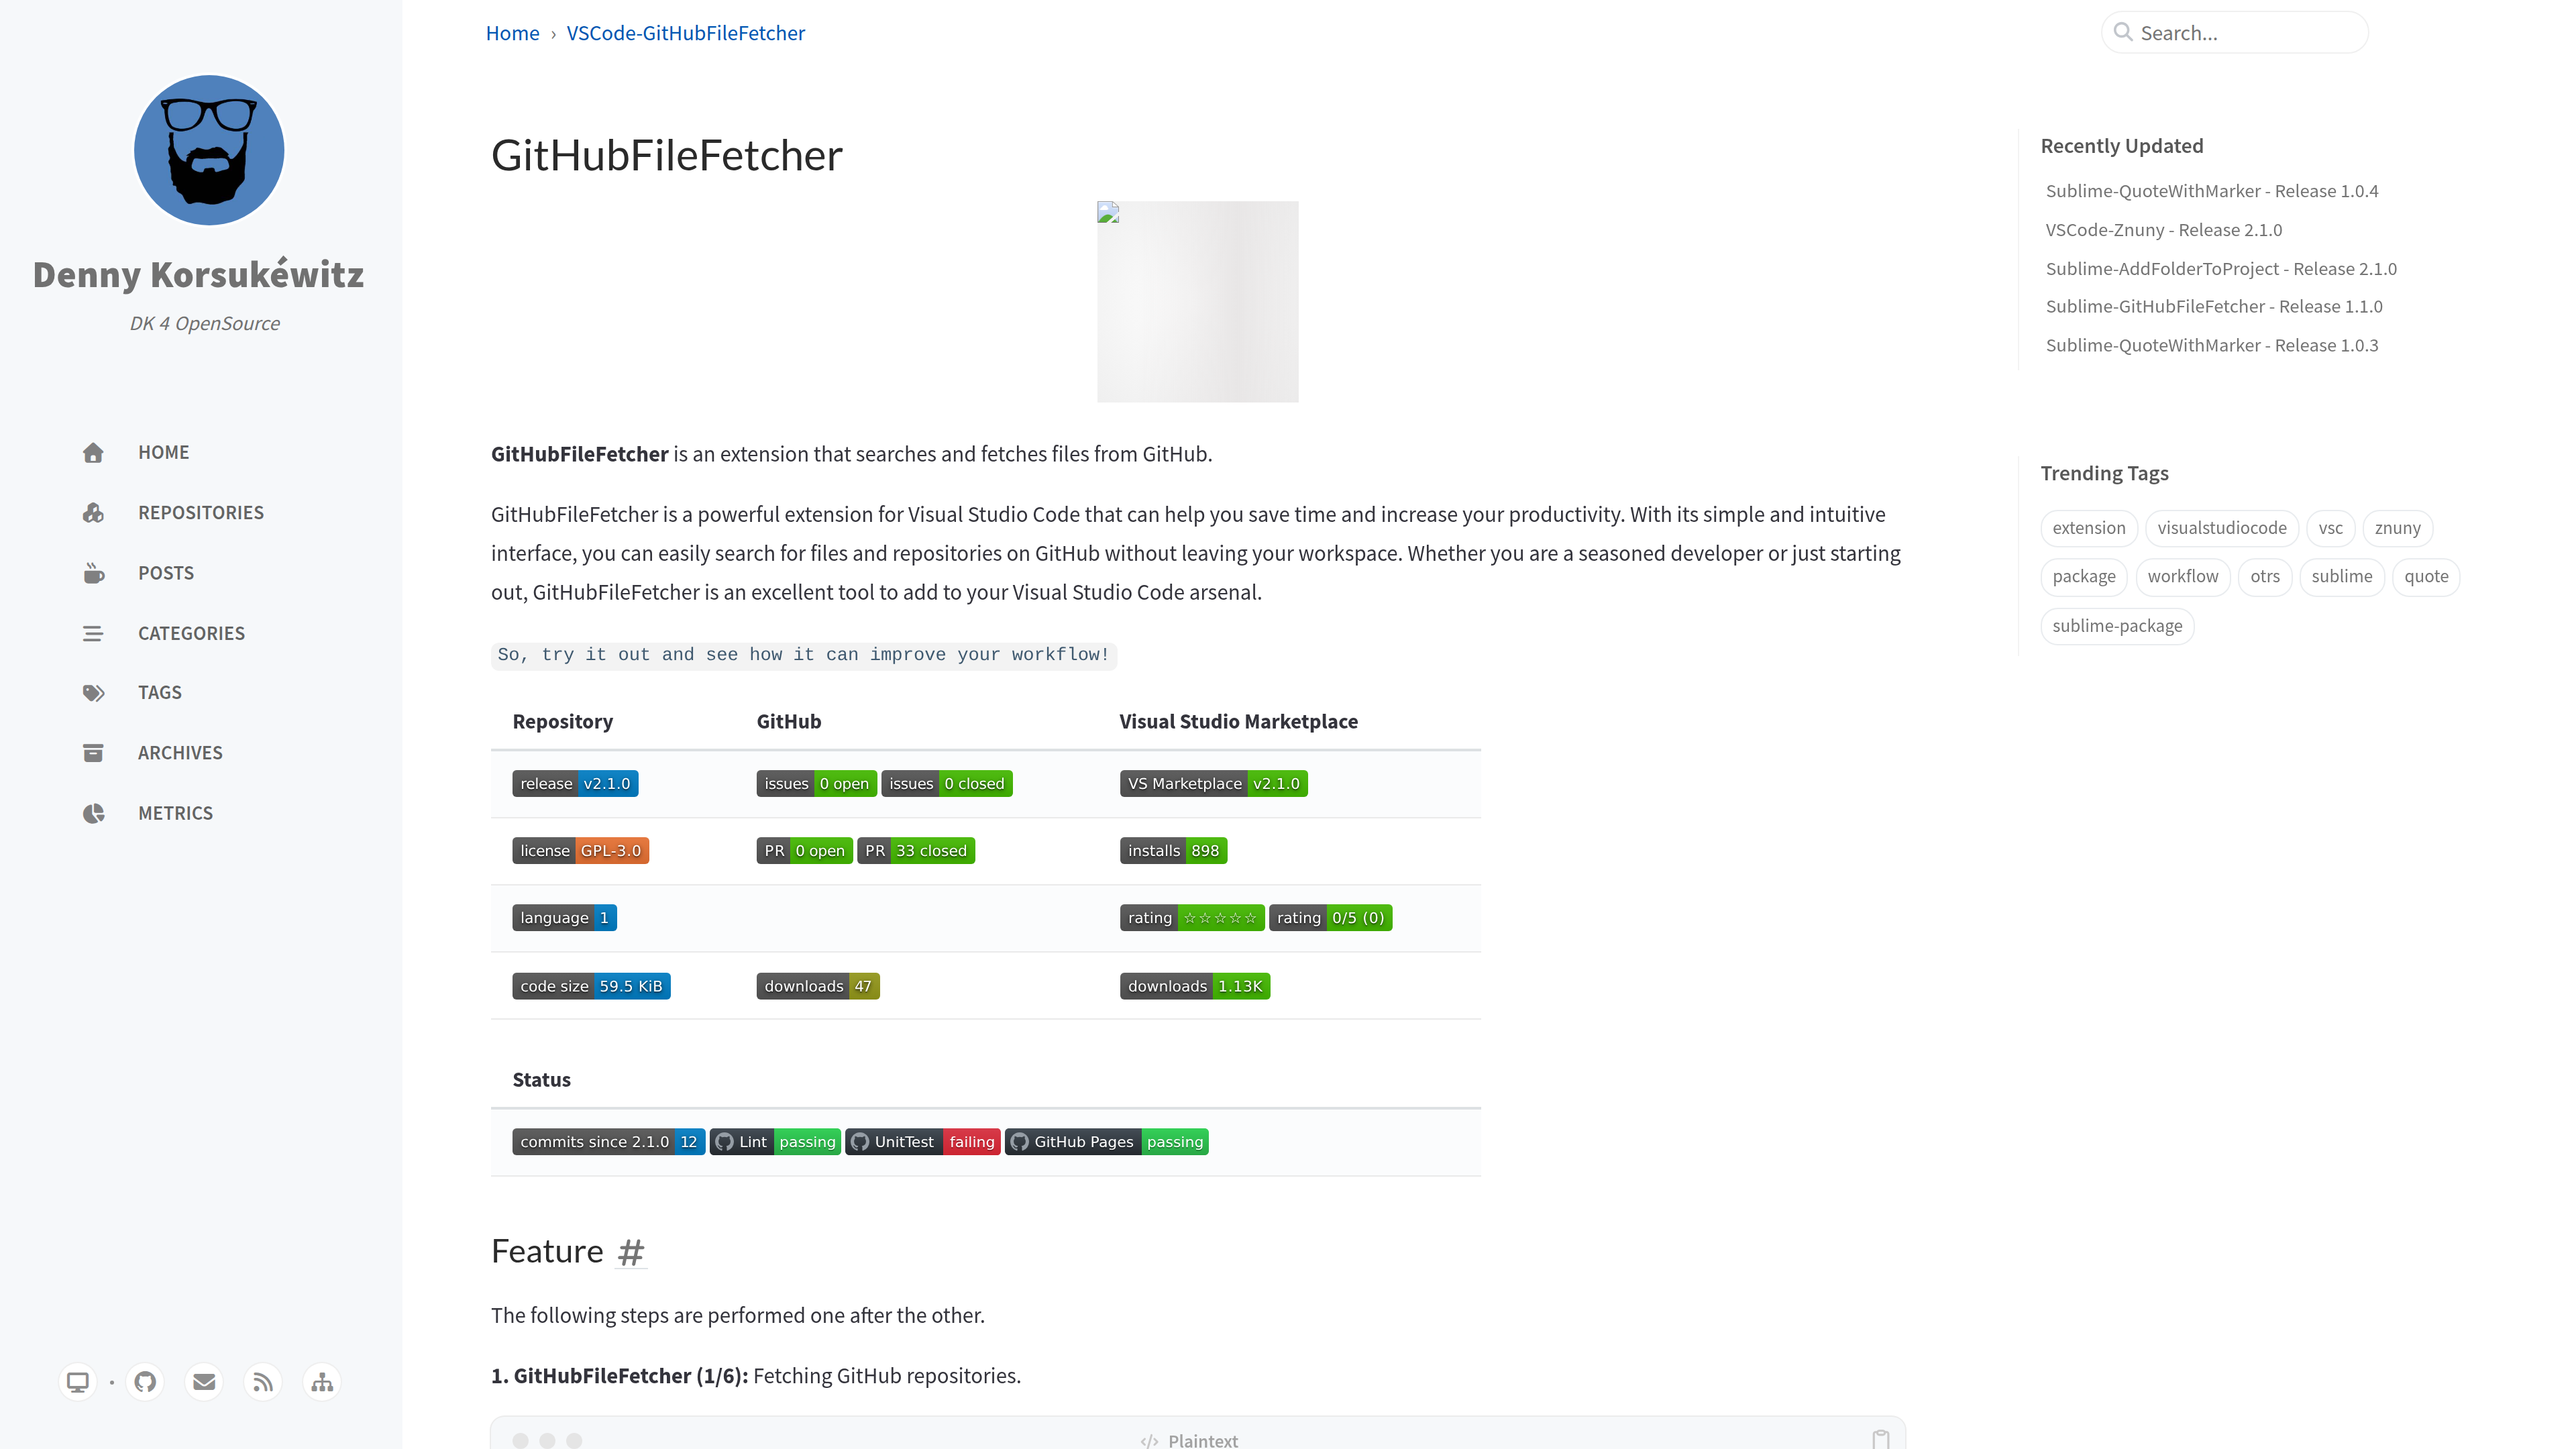 Denny Korsukéwitz
DK 4 OpenSource
HOME
REPOSITORIES
POSTS
CATEGORIES
TAGS
ARCHIVES
METRICS
Home › VSCode-GitHubFileFetcher
Search...
GitHubFileFetcher
GitHubFileFetcher is an extension that searches and fetches files from GitHub.
GitHubFileFetcher is a powerful extension for Visual Studio Code that can help you save time and increase your productivity. With its simple and intuitive
interface, you can easily search for files and repositories on GitHub without leaving your workspace. Whether you are a seasoned developer or just starting
out, GitHubFileFetcher is an excellent tool to add to your Visual Studio Code arsenal.
So, try it out and see how it can improve your workflow!
Repository GitHub Visual Studio Marketplace
release v2.1.0 issues 0 open issues 0 closed VS Marketplace v2.1.0
license GPL-3.0 PR 0 open PR 33 closed installs 898
language 1 rating ☆☆☆☆☆ rating 0/5 (0)
code size 59.5 KiB downloads 47 downloads 1.13K
Status
commits since 2.1.0 12 Lint passing UnitTest failing GitHub Pages passing
Feature #
The following steps are performed one after the other.
1. GitHubFileFetcher (1/6): Fetching GitHub repositories.
</> Plaintext
Recently Updated
Sublime-QuoteWithMarker - Release 1.0.4
VSCode-Znuny - Release 2.1.0
Sublime-AddFolderToProject - Release 2.1.0
Sublime-GitHubFileFetcher - Release 1.1.0
Sublime-QuoteWithMarker - Release 1.0.3
Trending Tags
extension visualstudiocode vsc znuny
package workflow otrs sublime quote
sublime-package